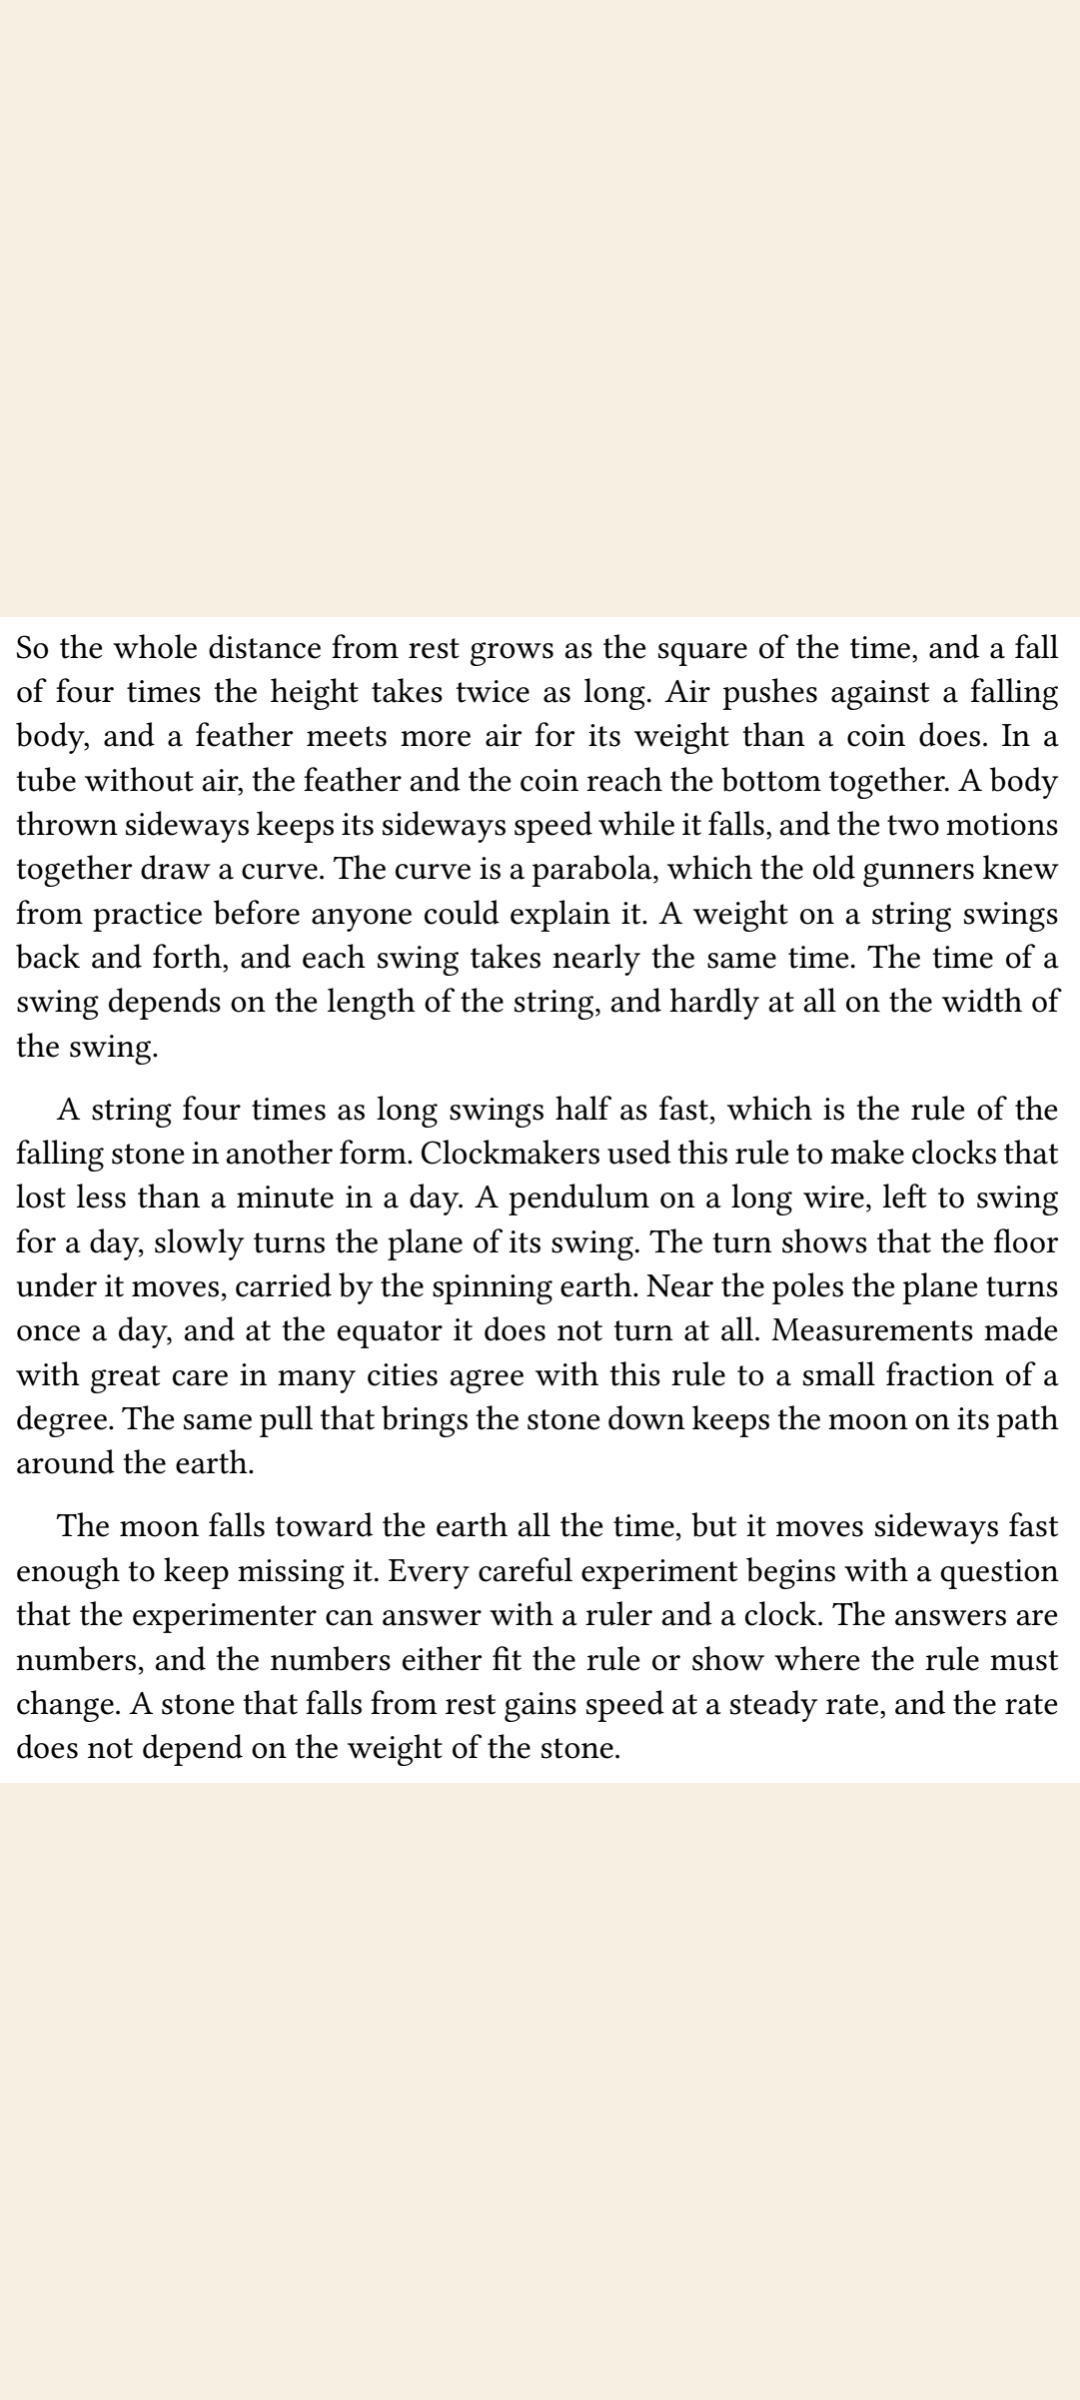 So the whole distance from rest grows as the square of the time, and a fall
of four times the height takes twice as long. Air pushes against a falling
body, and a feather meets more air for its weight than a coin does. In a
tube without air, the feather and the coin reach the bottom together. A body
thrown sideways keeps its sideways speed while it falls, and the two motions
together draw a curve. The curve is a parabola, which the old gunners knew
from practice before anyone could explain it. A weight on a string swings
back and forth, and each swing takes nearly the same time. The time of a
swing depends on the length of the string, and hardly at all on the width of
the swing.
A string four times as long swings half as fast, which is the rule of the
falling stone in another form. Clockmakers used this rule to make clocks that
lost less than a minute in a day. A pendulum on a long wire, left to swing
for a day, slowly turns the plane of its swing. The turn shows that the floor
under it moves, carried by the spinning earth. Near the poles the plane turns
once a day, and at the equator it does not turn at all. Measurements made
with great care in many cities agree with this rule to a small fraction of a
degree. The same pull that brings the stone down keeps the moon on its path
around the earth.
The moon falls toward the earth all the time, but it moves sideways fast
enough to keep missing it. Every careful experiment begins with a question
that the experimenter can answer with a ruler and a clock. The answers are
numbers, and the numbers either fit the rule or show where the rule must
change. A stone that falls from rest gains speed at a steady rate, and the rate
does not depend on the weight of the stone.